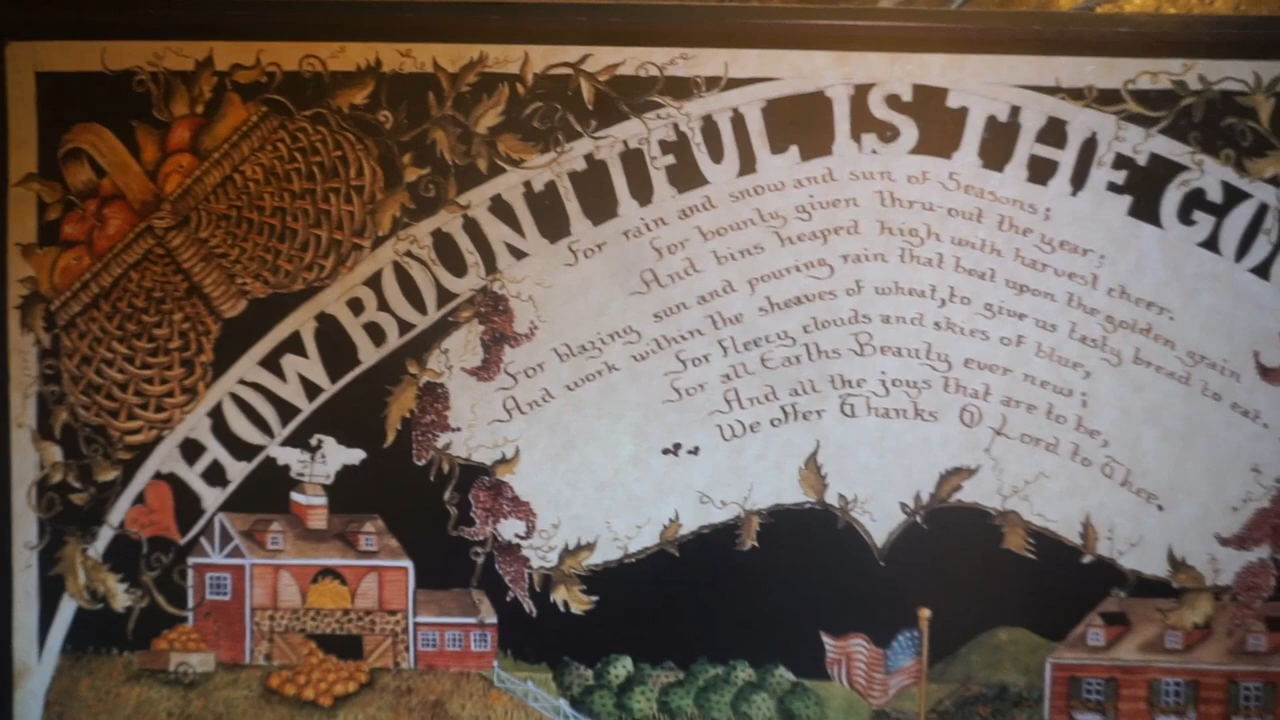 HOW BOUNTIFUL IS THE
For rain and snow and sun of Seasons;
For bounty given thru-out the year;
And bins heaped high with harvest cheer.
For blazing sun and pouring rain that beat upon the golden grain
And work within the sheaves of wheat, to give us tasty bread to eat.
For Fleecy clouds and skies of blue,
For all Earths Beauty ever new;
And all the joys that are to be,
We offer Thanks O Lord to Thee.